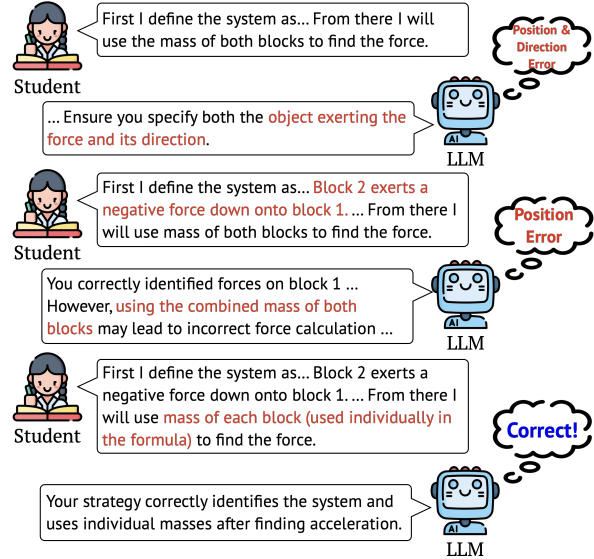 First I define the system as... From there I will
use the mass of both blocks to find the force.
Student
Position &
Direction
Error
... Ensure you specify both the object exerting the
force and its direction.
AI
LLM
First I define the system as... Block 2 exerts a
negative force down onto block 1. ... From there I
will use mass of both blocks to find the force.
Student
Position
Error
You correctly identified forces on block 1 ...
However, using the combined mass of both
blocks may lead to incorrect force calculation ...
AI
LLM
First I define the system as... Block 2 exerts a
negative force down onto block 1. ... From there I
will use mass of each block (used individually in
the formula) to find the force.
Student
Correct!
Your strategy correctly identifies the system and
uses individual masses after finding acceleration.
AI
LLM